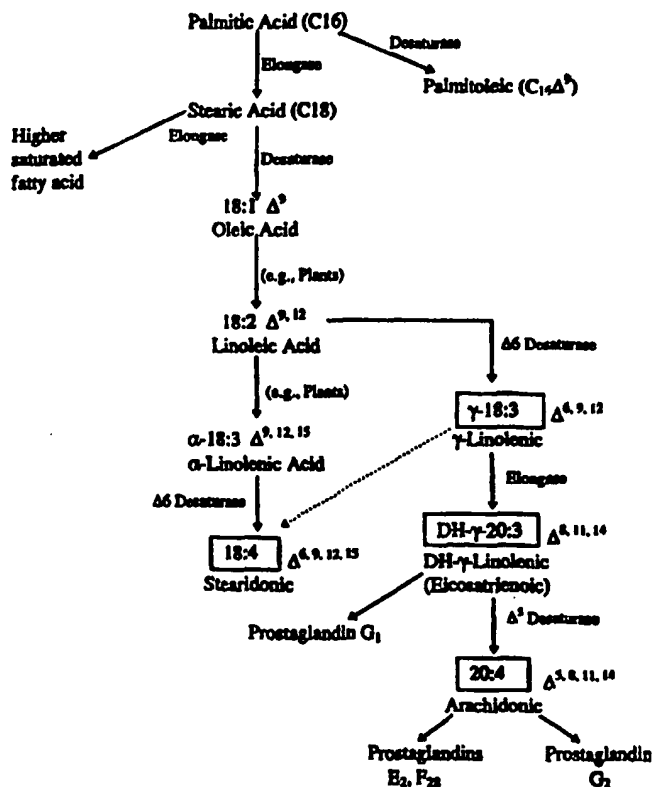 Palmitic Acid (C16)
Desaturase
Elongase
Palmitoleic (C₁₆Δ⁹)
Stearic Acid (C18)
Elongase
Higher
saturated
fatty acid
Desaturase
18:1 Δ⁹
Oleic Acid
(e.g., Plants)
18:2 Δ⁹, ¹²
Linoleic Acid
Δ6 Desaturase
(e.g., Plants)
γ-18:3 Δ⁶, ⁹, ¹²
γ-Linolenic
α-18:3 Δ⁹, ¹², ¹⁵
α-Linolenic Acid
Elongase
Δ6 Desaturase
DH-γ-20:3 Δ⁸, ¹¹, ¹⁴
18:4 Δ⁶, ⁹, ¹², ¹⁵
DH-γ-Linolenic
Stearidonic
(Eicosatrienoic)
Δ⁵ Desaturase
Prostaglandin G₁
20:4 Δ⁵, ⁸, ¹¹, ¹⁴
Arachidonic
Prostaglandins
E₂, F₂₈
Prostaglandin
G₂